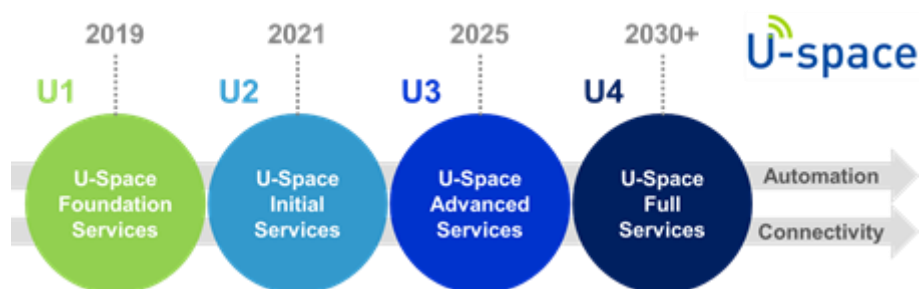 2019
2021
2025
2030+
U-space
U1
U2
U3
U4
U-Space
Foundation
Services
U-Space
Initial
Services
U-Space
Advanced
Services
U-Space
Full
Services
Automation
Connectivity